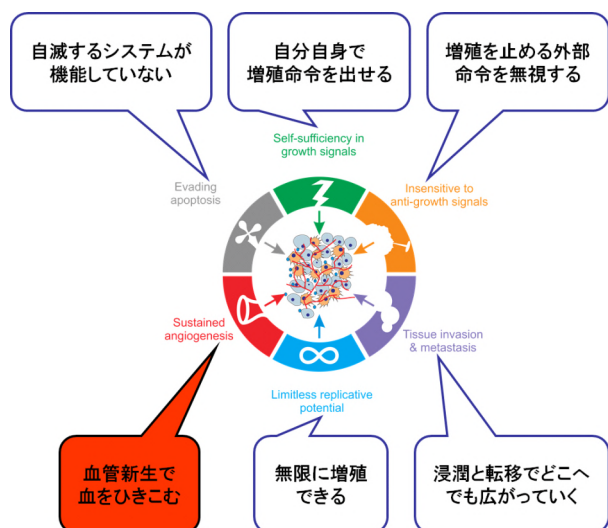 自滅するシステムが
機能していない
自分自身で
増殖命令を出せる
増殖を止める外部
命令を無視する
Self-sufficiency in
growth signals
Evading
apoptosis
Insensitive to
anti-growth signals
Sustained
angiogenesis
Tissue invasion
& metastasis
Limitless replicative
potential
血管新生で
血をひきこむ
無限に増殖
できる
浸潤と転移でどこへ
でも広がっていく